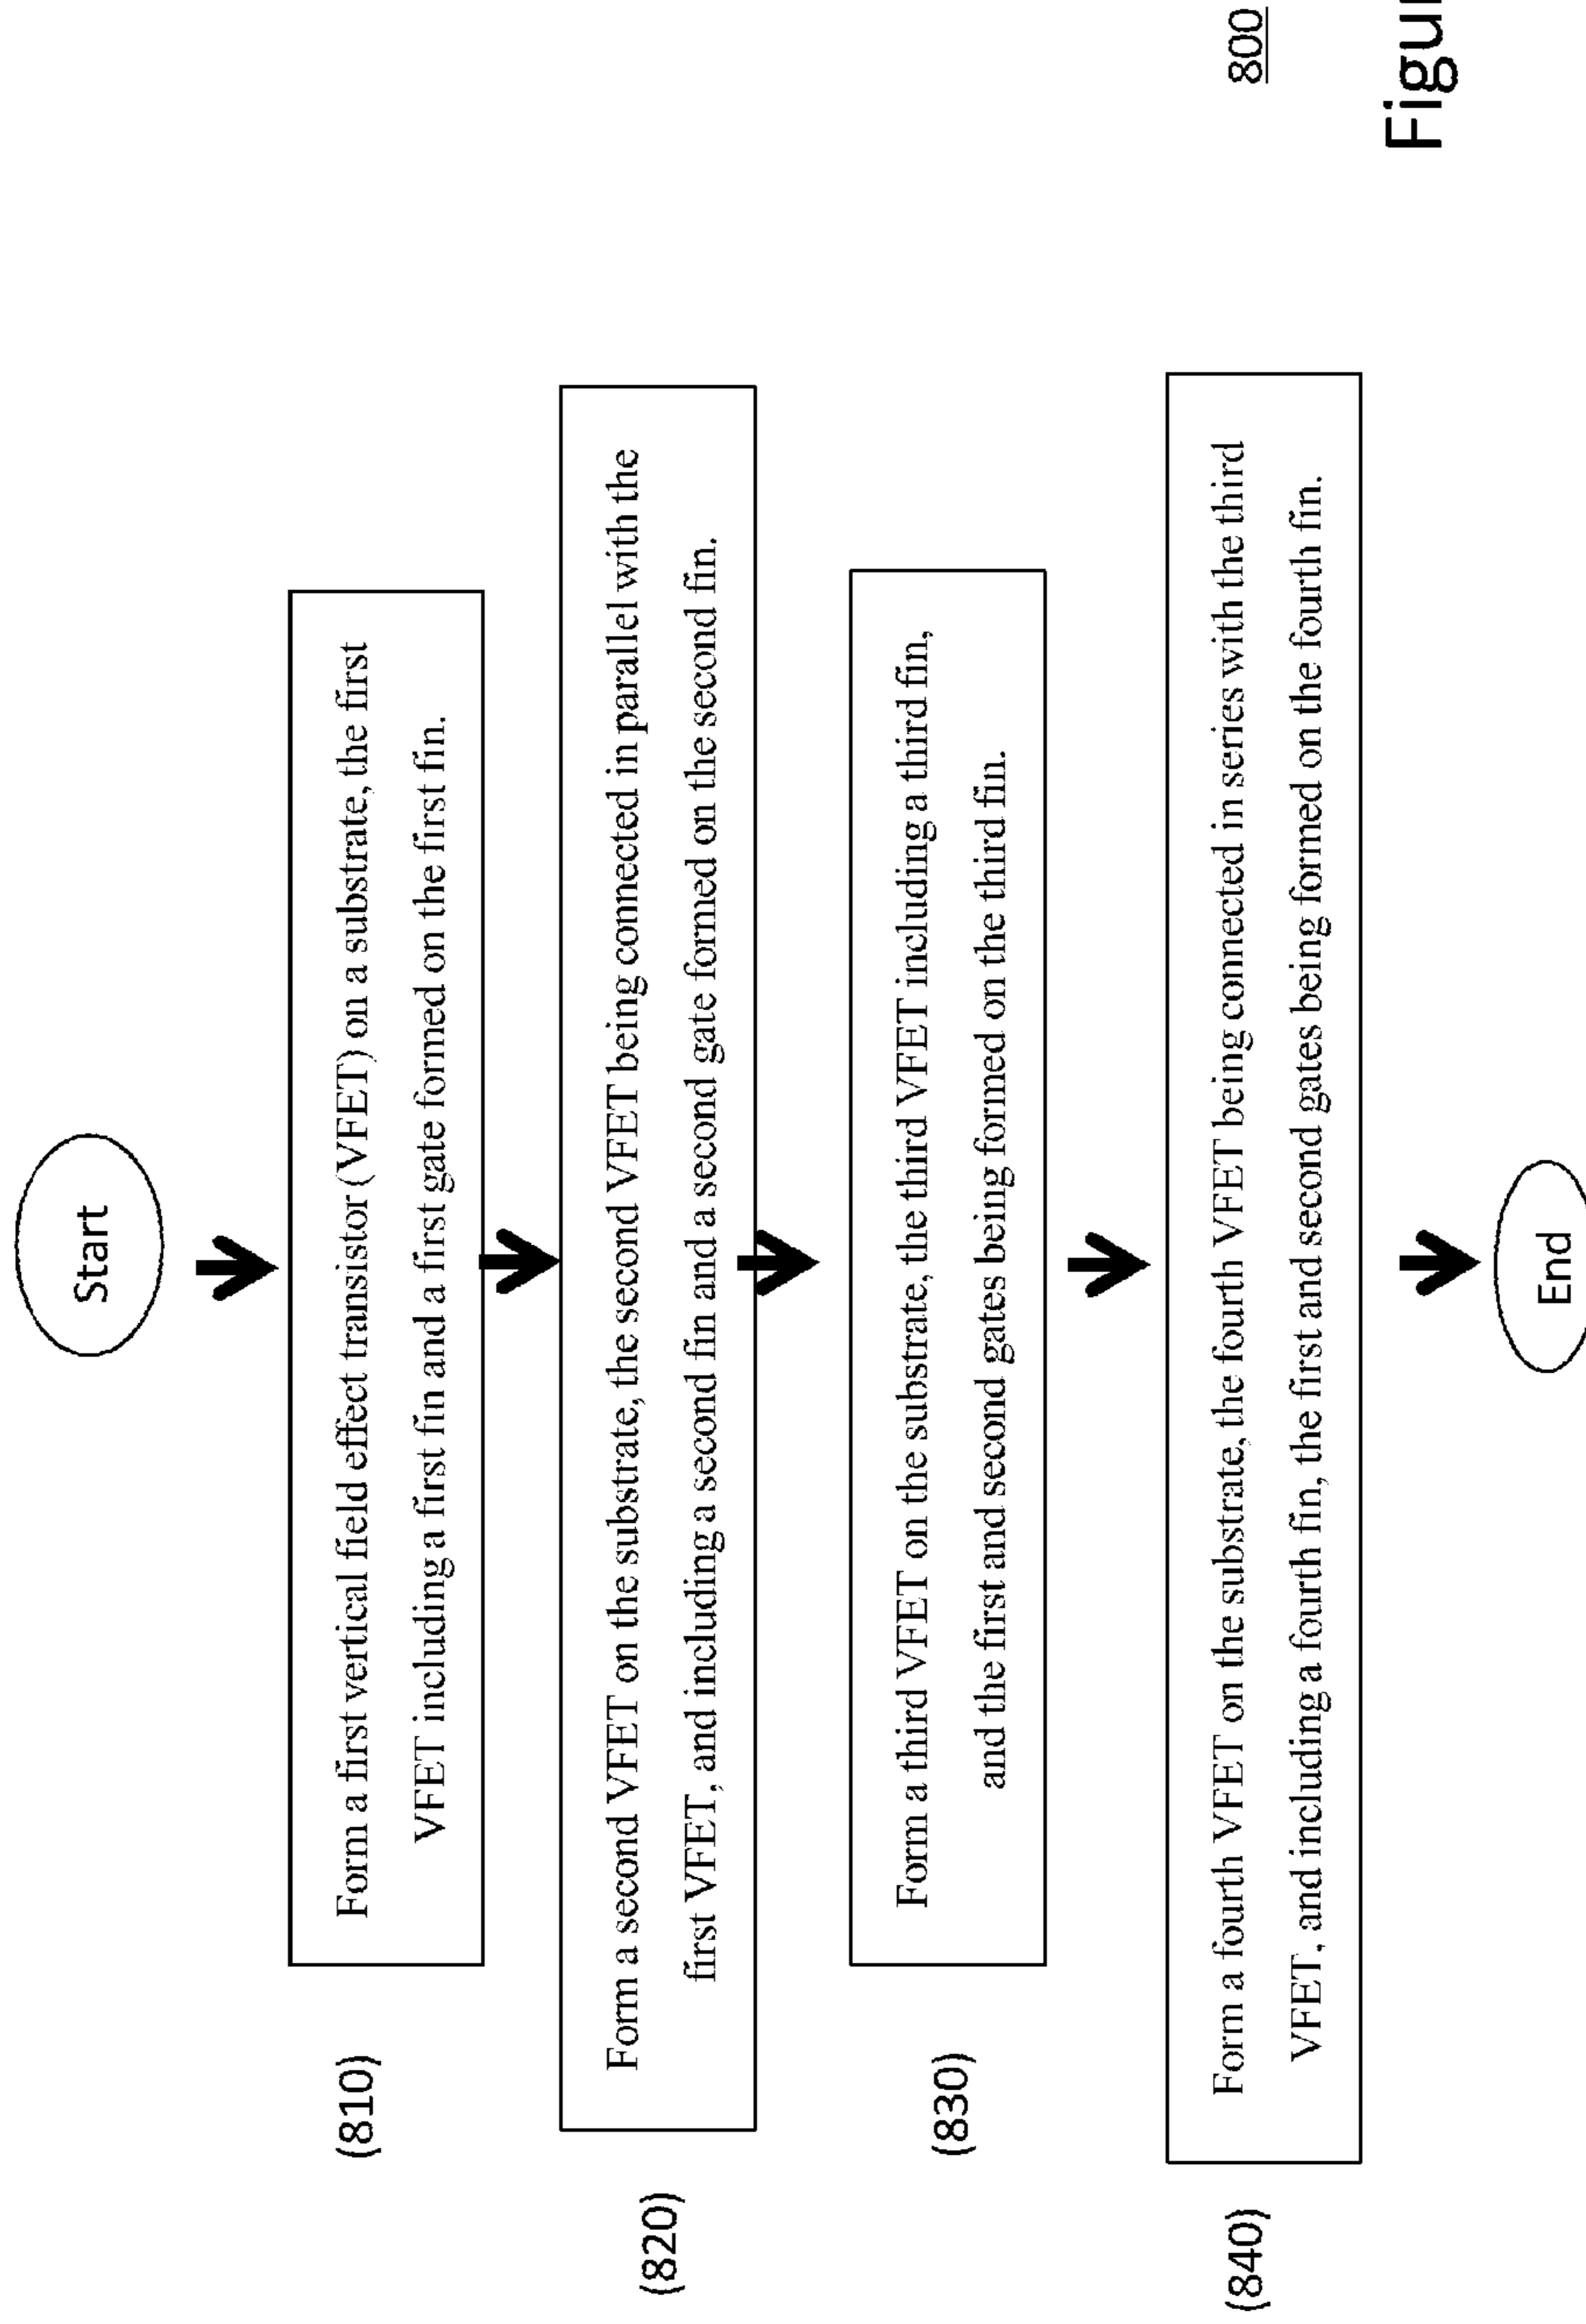 Start
(810)
Form a first vertical field effect transistor (VFET) on a substrate, the first
VFET including a first fin and a first gate formed on the first fin.
(820)
Form a second VFET on the substrate, the second VFET being connected in parallel with the
first VFET, and including a second fin and a second gate formed on the second fin.
(830)
Form a third VFET on the substrate, the third VFET including a third fin,
and the first and second gates being formed on the third fin.
(840)
Form a fourth VFET on the substrate, the fourth VFET being connected in series with the third
VFET, and including a fourth fin, the first and second gates being formed on the fourth fin.
End
800